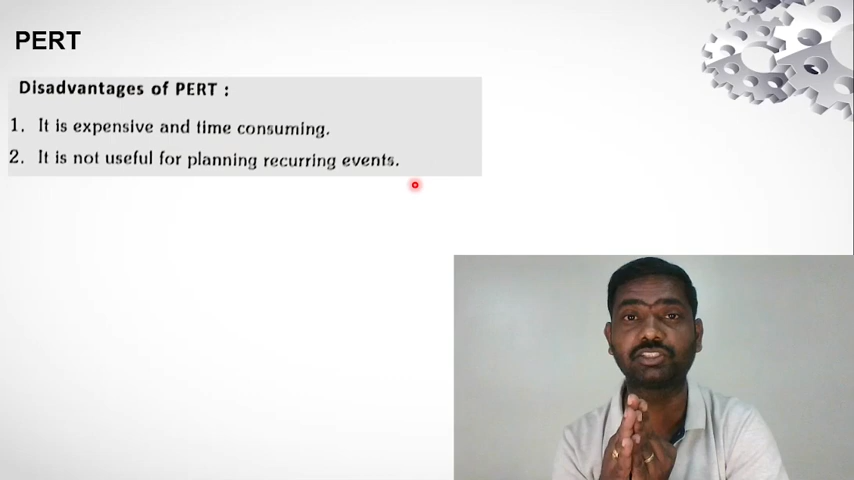 PERT
Disadvantages of PERT :
1. It is expensive and time consuming.
2. It is not useful for planning recurring events.